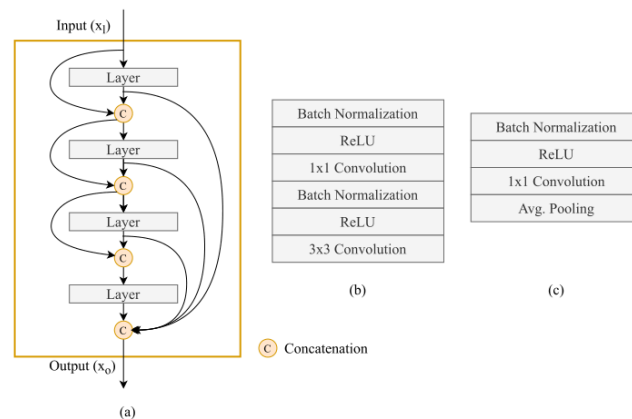 Input (x_l)
Layer
C
Layer
C
Layer
C
Layer
C
Output (x_o)
(a)
Batch Normalization
ReLU
1x1 Convolution
Batch Normalization
ReLU
3x3 Convolution
(b)
Batch Normalization
ReLU
1x1 Convolution
Avg. Pooling
(c)
C Concatenation